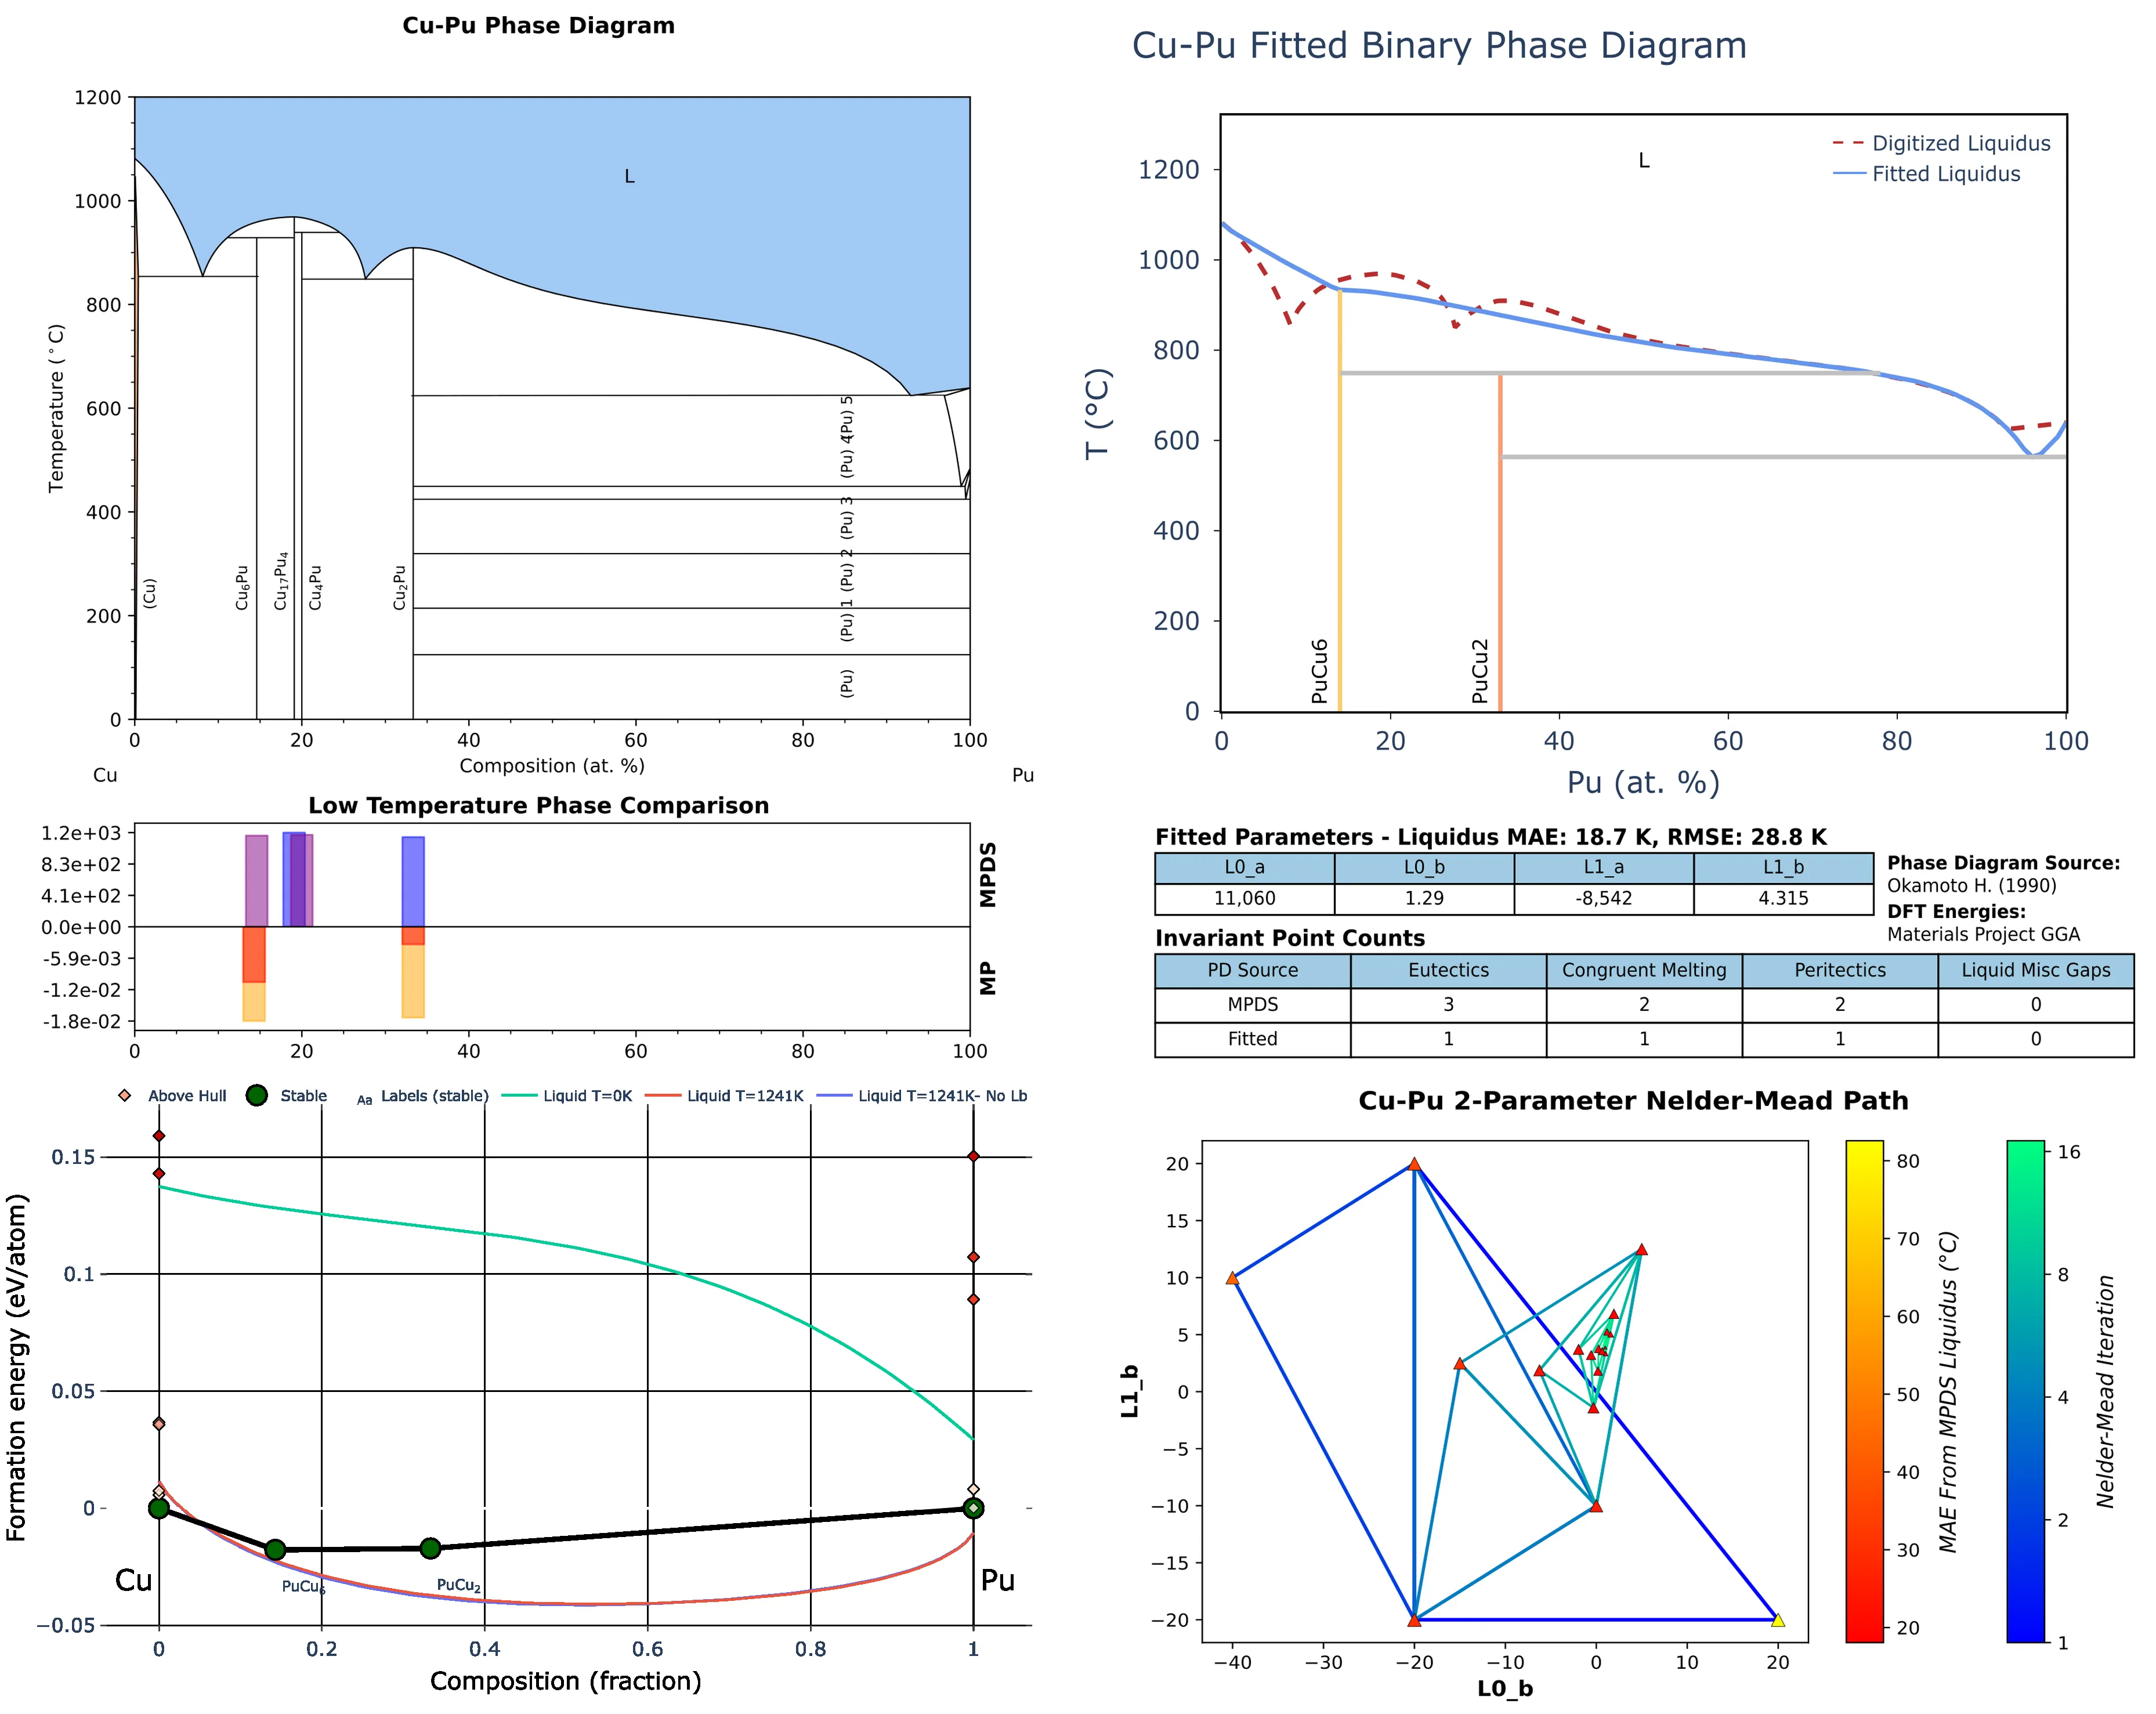 Cu-Pu Phase Diagram
1200
1000
800
600
400
200
0
Temperature (°C)
L
(Cu)
Cu6Pu
Cu17Pu4
Cu4Pu
Cu2Pu
(Pu) 5
(Pu) 4
(Pu) 3
(Pu) 2
(Pu) 1
(Pu)
0 20 40 60 80 100
Composition (at. %)
Cu Pu
Cu-Pu Fitted Binary Phase Diagram
L
Digitized Liquidus
Fitted Liquidus
1200
1000
800
600
400
200
0
T (°C)
PuCu6
PuCu2
0 20 40 60 80 100
Pu (at. %)
Low Temperature Phase Comparison
1.2e+03
8.3e+02
4.1e+02
0.0e+00
-5.9e-03
-1.2e-02
-1.8e-02
MPDS
MP
0 20 40 60 80 100
Fitted Parameters - Liquidus MAE: 18.7 K, RMSE: 28.8 K
L0_a L0_b L1_a L1_b
11,060 1.29 -8,542 4.315
Phase Diagram Source:
Okamoto H. (1990)
DFT Energies:
Materials Project GGA
Invariant Point Counts
PD Source Eutectics Congruent Melting Peritectics Liquid Misc Gaps
MPDS 3 2 2 0
Fitted 1 1 1 0
Above Hull Stable Aa Labels (stable) Liquid T=0K Liquid T=1241K Liquid T=1241K- No Lb
0.15
0.1
0.05
0
−0.05
Formation energy (eV/atom)
Cu
PuCu6
PuCu2
Pu
0 0.2 0.4 0.6 0.8 1
Composition (fraction)
Cu-Pu 2-Parameter Nelder-Mead Path
20
15
10
5
0
−5
−10
−15
−20
L1_b
−40 −30 −20 −10 0 10 20
L0_b
80
70
60
50
40
30
20
MAE From MPDS Liquidus (°C)
16
8
4
2
1
Nelder-Mead Iteration